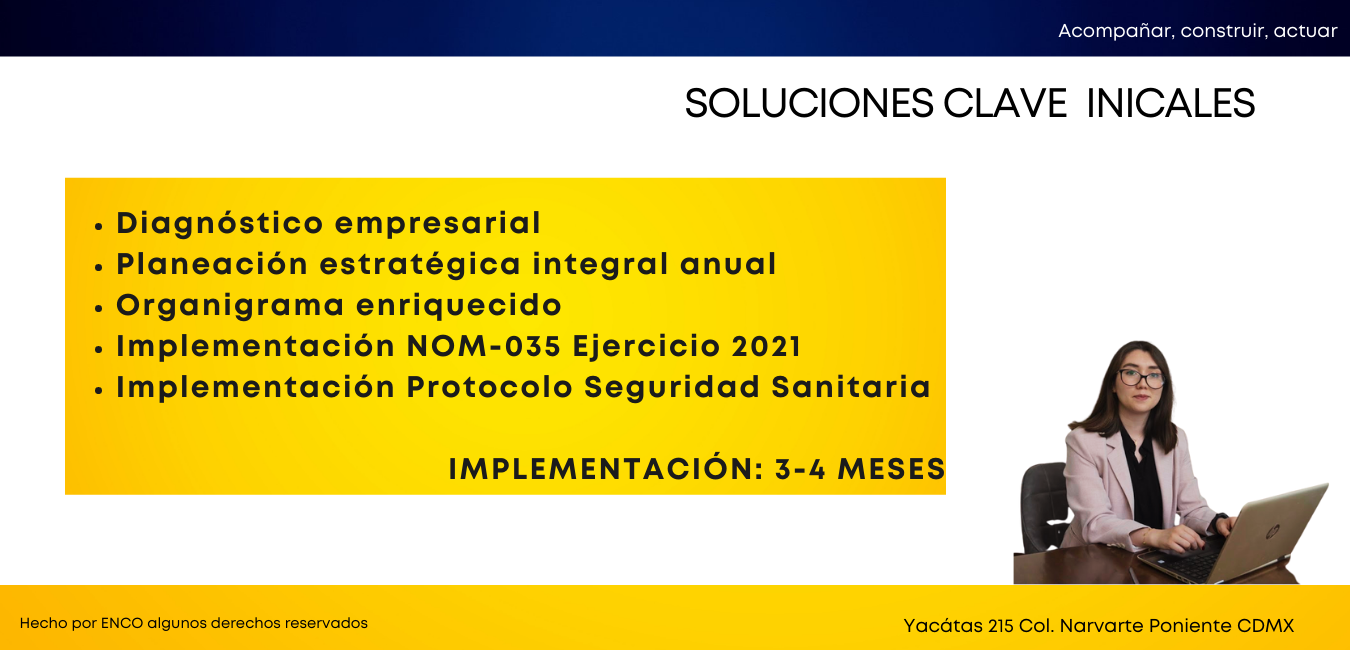 Acompañar, construir, actuar
SOLUCIONES CLAVE INICALES
• Diagnóstico empresarial
• Planeación estratégica integral anual
• Organigrama enriquecido
• Implementación NOM-035 Ejercicio 2021
• Implementación Protocolo Seguridad Sanitaria
IMPLEMENTACIÓN: 3-4 MESES
Hecho por ENCO algunos derechos reservados
Yacátas 215 Col. Narvarte Poniente CDMX
hp